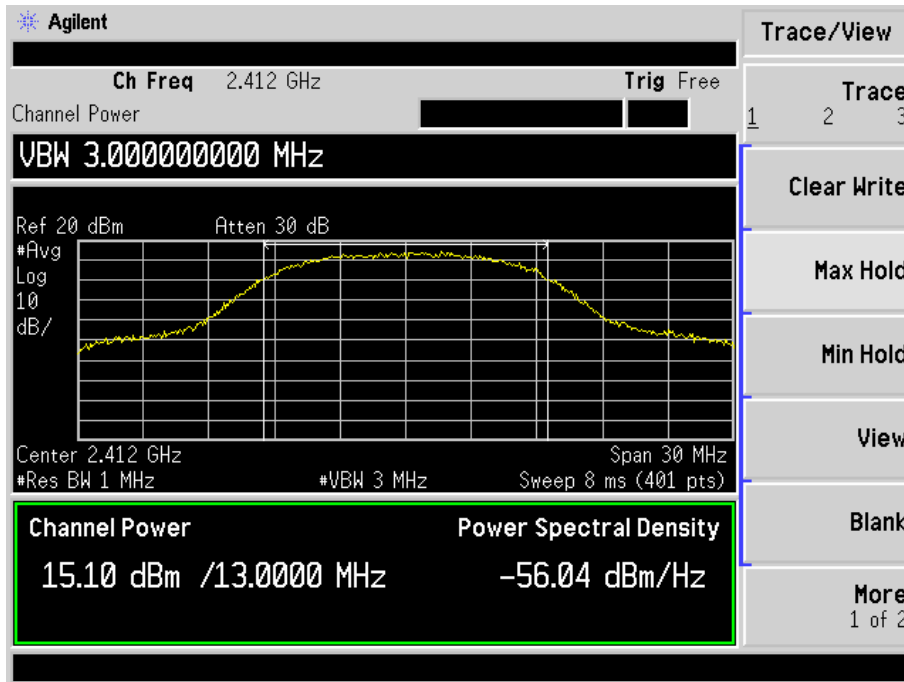 Agilent
Trace/View
Ch Freq 2.412 GHz Trig Free
Channel Power
Trace
1 2 3
VBW 3.000000000 MHz
Clear Write
Ref 20 dBm Atten 30 dB
#Avg
Log
10
dB/
Max Hold
Min Hold
View
Center 2.412 GHz Span 30 MHz
#Res BW 1 MHz #VBW 3 MHz Sweep 8 ms (401 pts)
Channel Power Power Spectral Density
15.10 dBm /13.0000 MHz -56.04 dBm/Hz
Blank
More
1 of 2